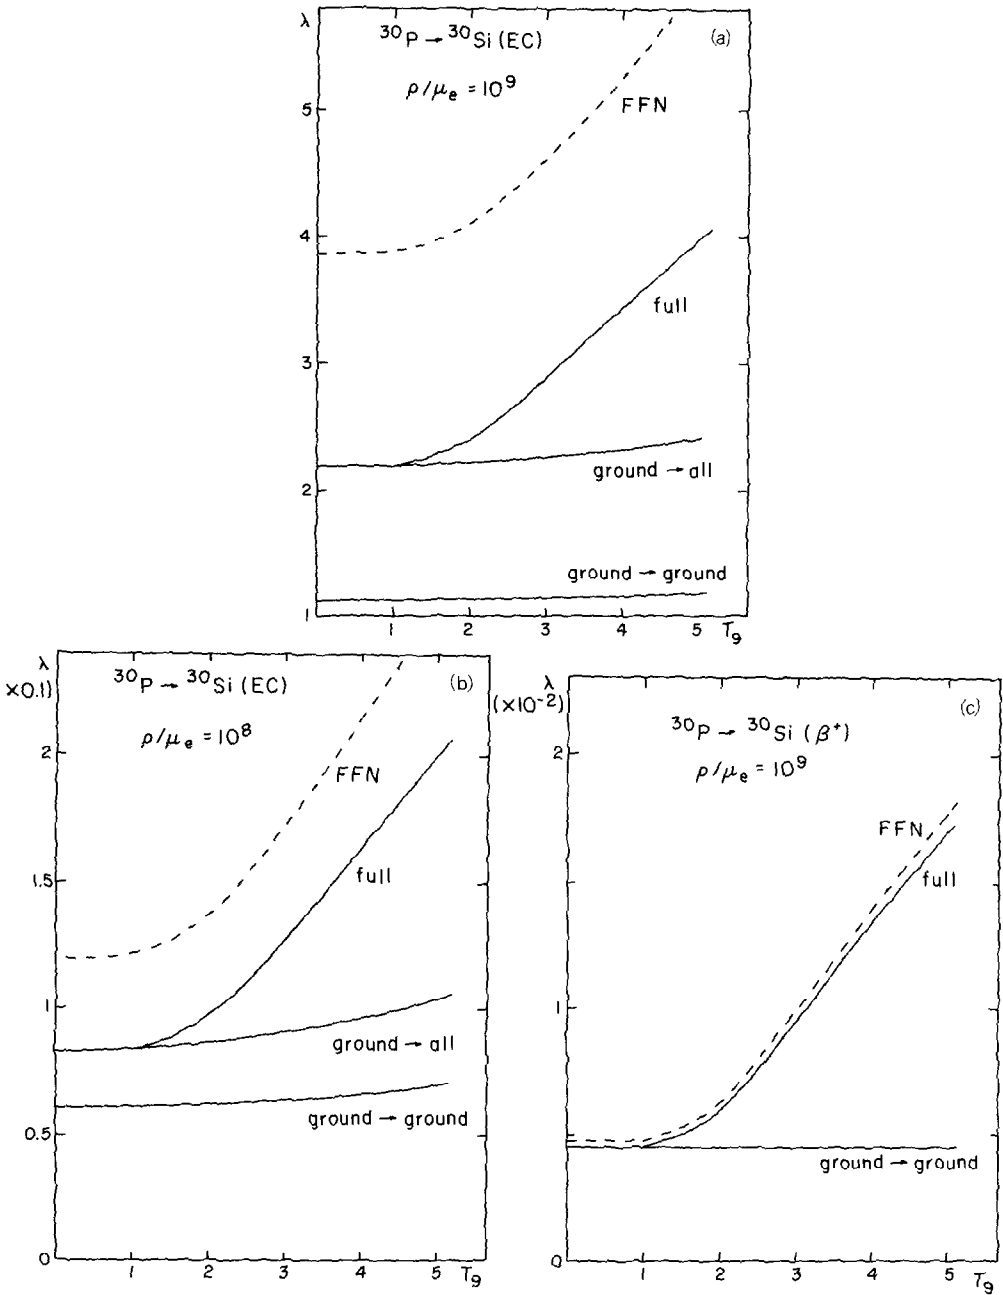 λ
³⁰P → ³⁰Si (EC)
(a)
ρ/μₑ = 10⁹
5
FFN
4
full
3
ground → all
2
ground → ground
1
1 2 3 4 5 T₉
λ
×0.1)
³⁰P → ³⁰Si (EC)
(b)
ρ/μₑ = 10⁸
2
FFN
1.5
full
1
ground → all
ground → ground
0.5
0
1 2 3 4 5 T₉
λ
(×10⁻²)
(c)
³⁰P → ³⁰Si (β⁺)
ρ/μₑ = 10⁹
2
FFN
full
1
ground → ground
0
1 2 3 4 5 T₉